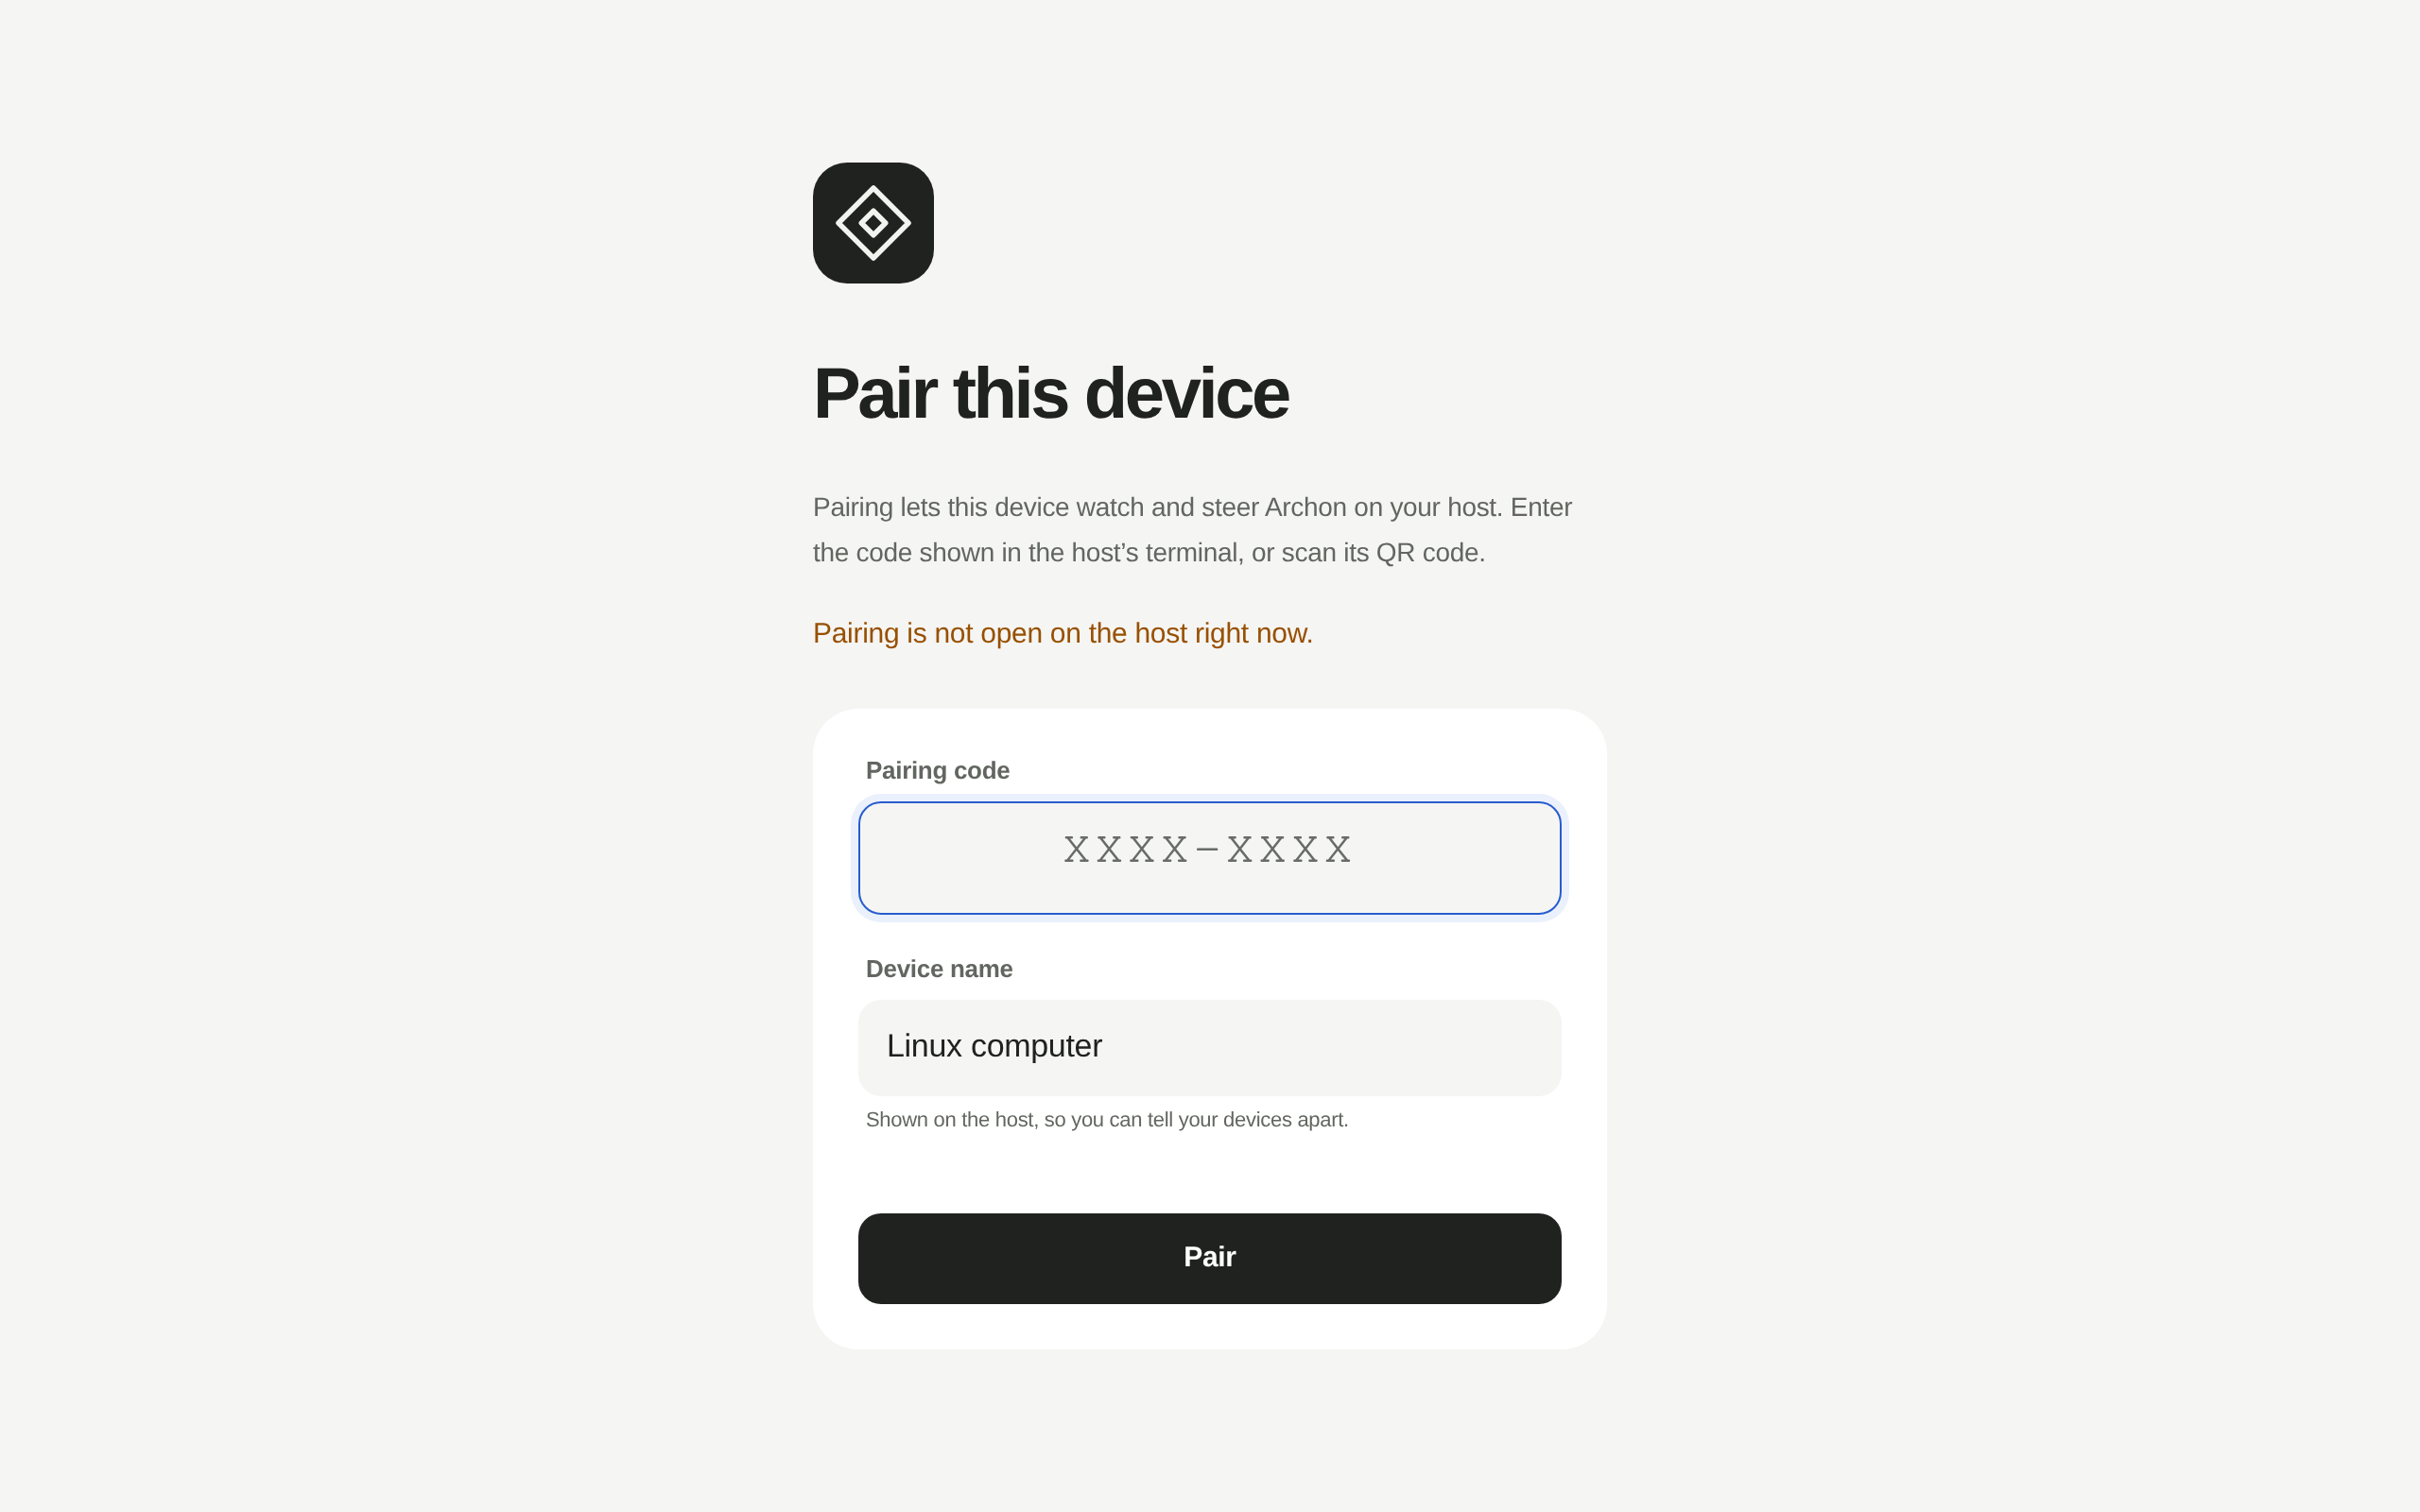 Pair this device
Pairing lets this device watch and steer Archon on your host. Enter
the code shown in the host’s terminal, or scan its QR code.
Pairing is not open on the host right now.
Pairing code
XXXX–XXXX
Device name
Linux computer
Shown on the host, so you can tell your devices apart.
Pair